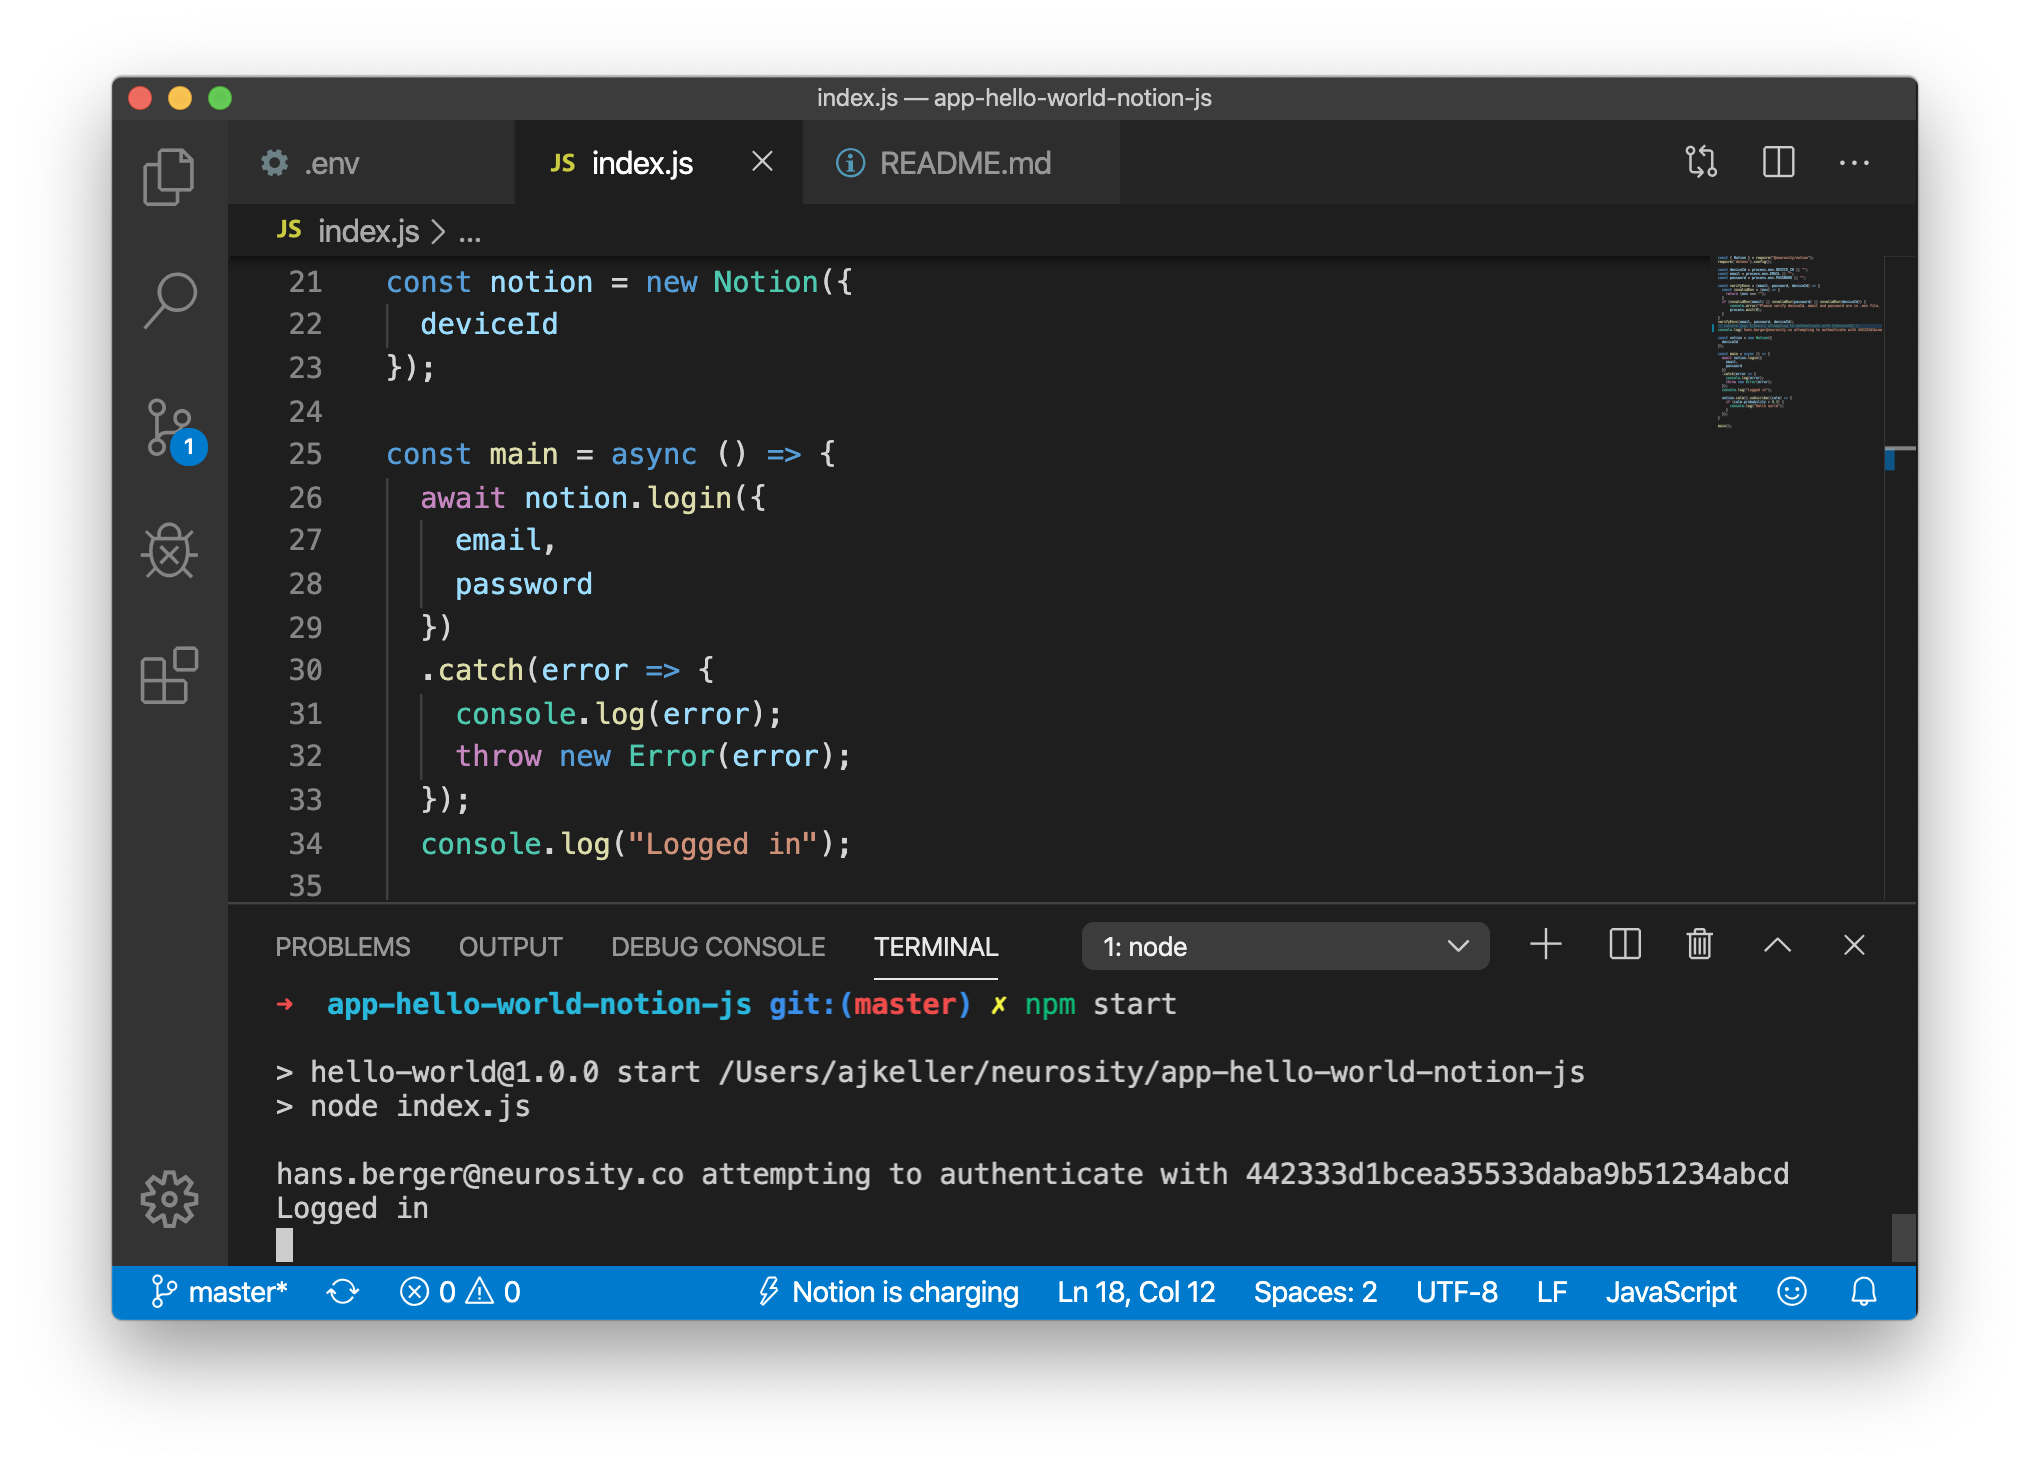 index.js — app-hello-world-notion-js
.env
JS index.js
README.md
JS index.js > ...
21 const notion = new Notion({
22 deviceId
23 });
24
25 const main = async () => {
26 await notion.login({
27 email,
28 password
29 })
30 .catch(error => {
31 console.log(error);
32 throw new Error(error);
33 });
34 console.log("Logged in");
35
1
PROBLEMS OUTPUT DEBUG CONSOLE TERMINAL 1: node
➜ app-hello-world-notion-js git:(master) ✗ npm start
> hello-world@1.0.0 start /Users/ajkeller/neurosity/app-hello-world-notion-js
> node index.js
hans.berger@neurosity.co attempting to authenticate with 442333d1bcea35533daba9b51234abcd
Logged in
master* 0 0 Notion is charging Ln 18, Col 12 Spaces: 2 UTF-8 LF JavaScript